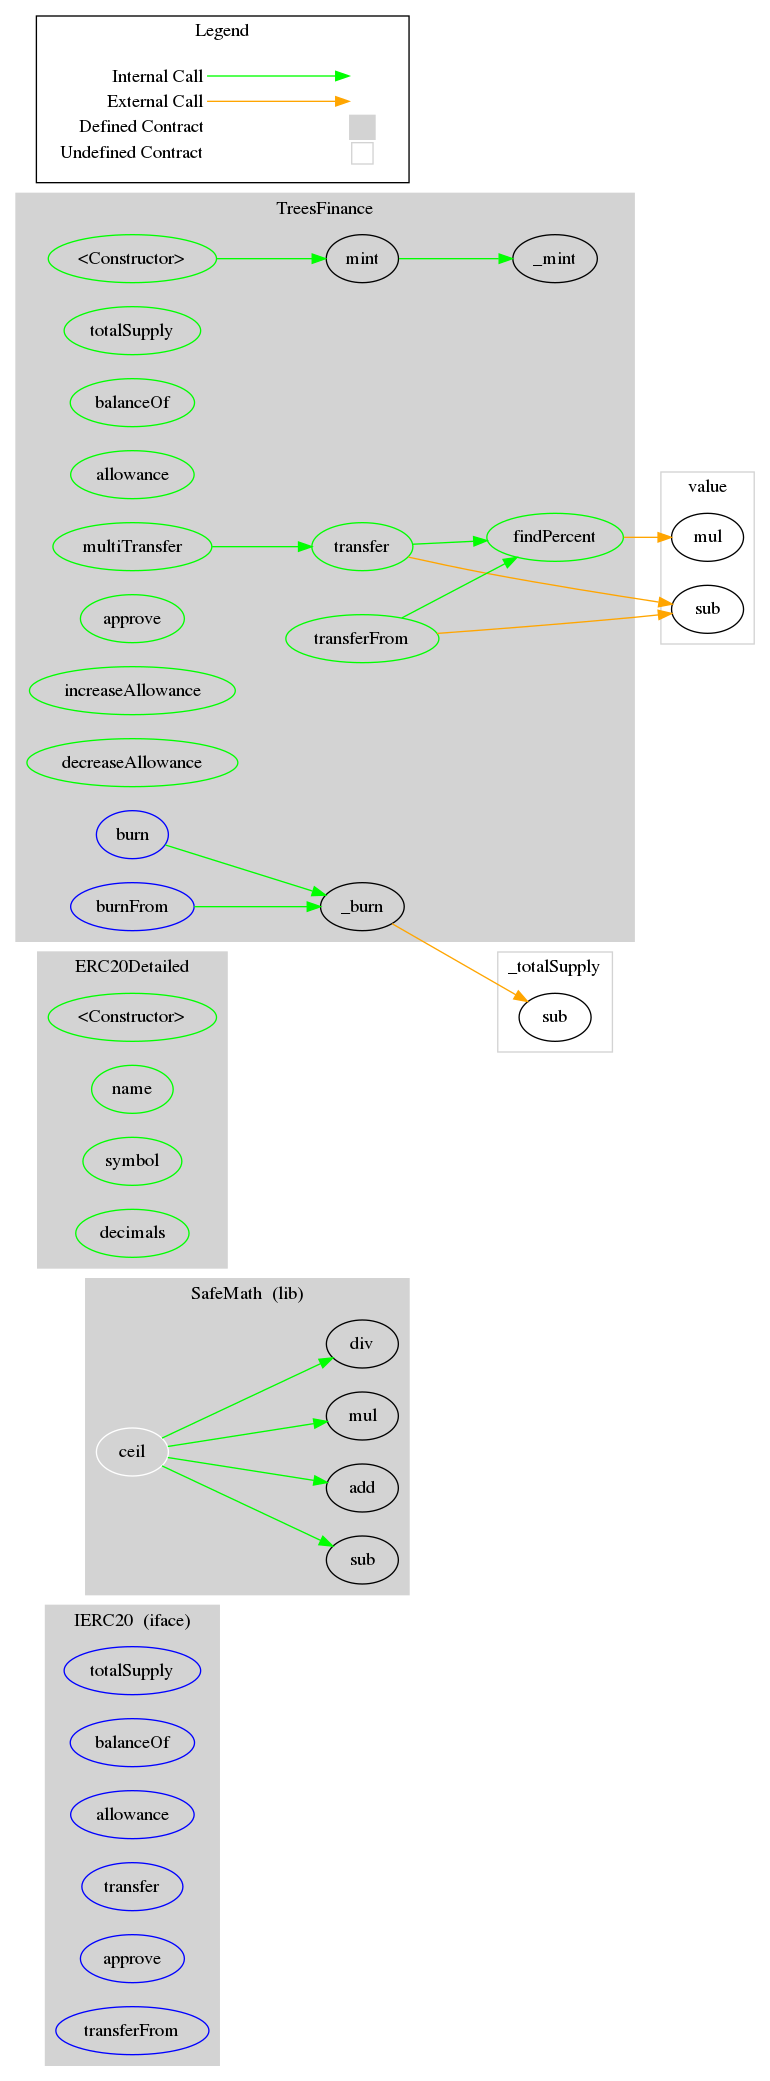 Legend
Internal Call
External Call
Defined Contract
Undefined Contract
TreesFinance
<Constructor>
mint
_mint
totalSupply
balanceOf
allowance
multiTransfer
transfer
findPercent
approve
transferFrom
increaseAllowance
decreaseAllowance
burn
burnFrom
_burn
value
mul
sub
_totalSupply
sub
ERC20Detailed
<Constructor>
name
symbol
decimals
SafeMath (lib)
ceil
div
mul
add
sub
IERC20 (iface)
totalSupply
balanceOf
allowance
transfer
approve
transferFrom